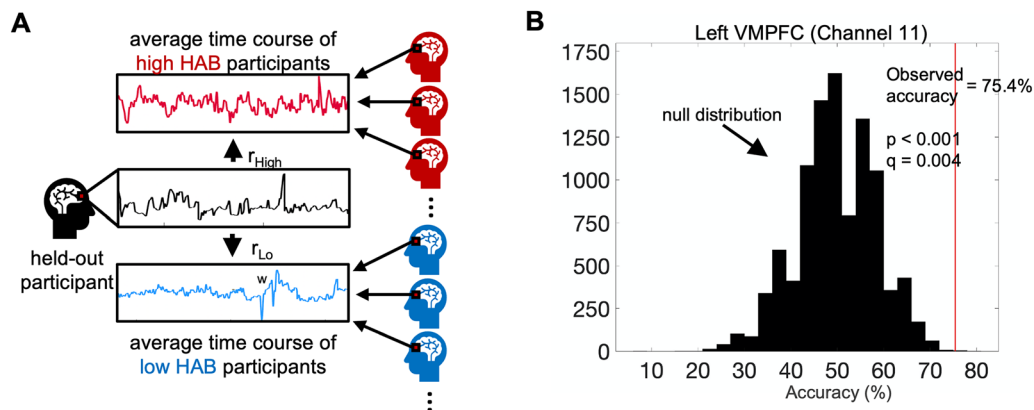 A
average time course of
high HAB participants
r_High
held-out
participant
r_Lo
w
average time course of
low HAB participants
B
Left VMPFC (Channel 11)
1750
1500
1250
1000
750
500
250
0
null distribution
Observed
accuracy = 75.4%
p < 0.001
q = 0.004
10 20 30 40 50 60 70 80
Accuracy (%)